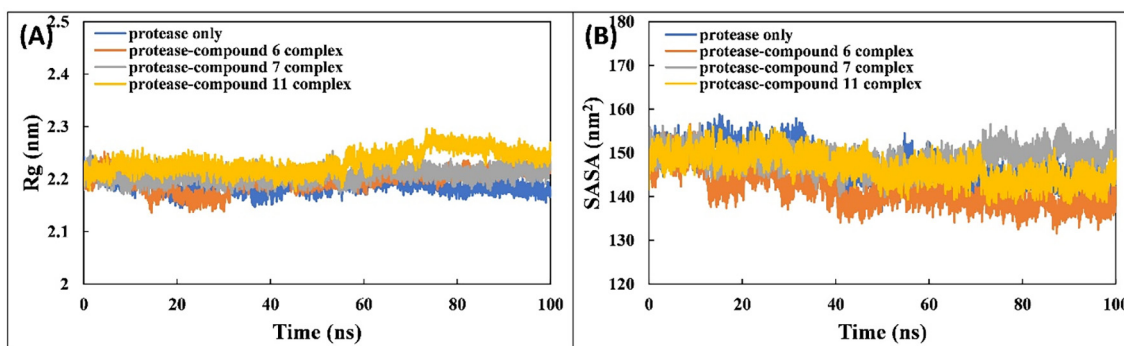 (A)
protease only
protease-compound 6 complex
protease-compound 7 complex
protease-compound 11 complex
Rg (nm)
2.5
2.4
2.3
2.2
2.1
2
0 20 40 60 80 100
Time (ns)
(B)
protease only
protease-compound 6 complex
protease-compound 7 complex
protease-compound 11 complex
SASA (nm²)
180
170
160
150
140
130
120
0 20 40 60 80 100
Time (ns)